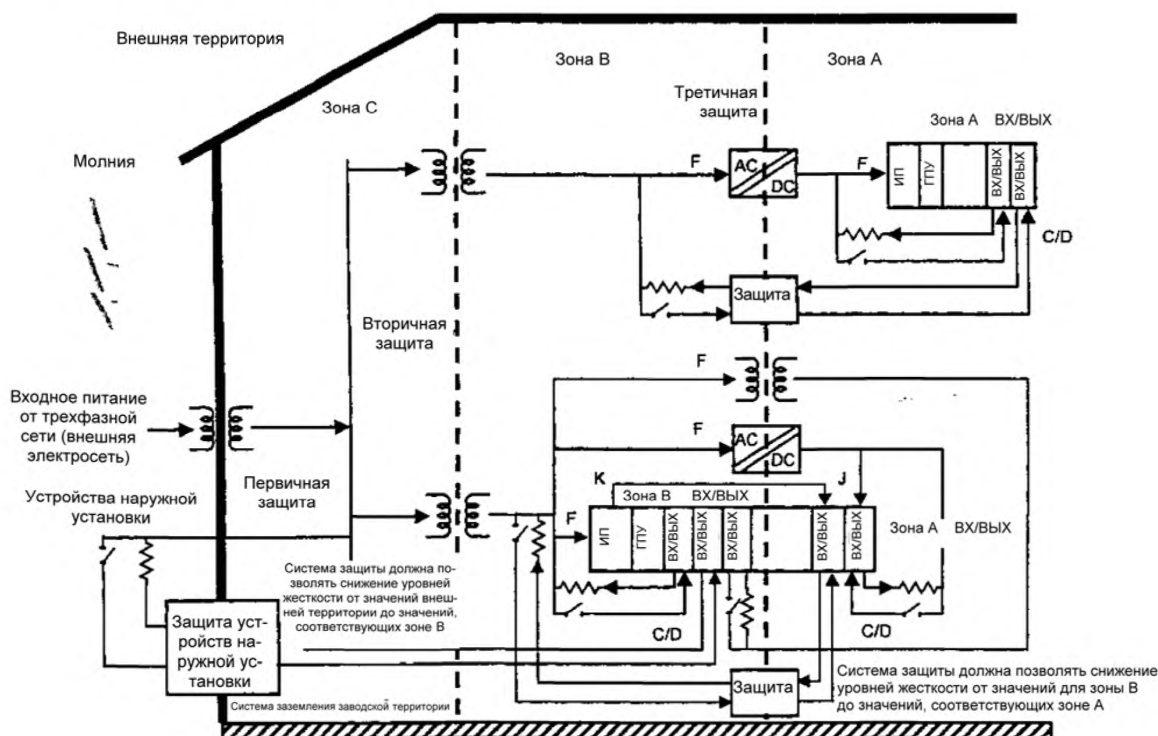 Внешняя территория
Зона B
Зона A
Третичная
защита
Зона C
Зона A ВХ/ВЫХ
Молния
F
AC
DC
F
ИП
ГПУ
ВХ/ВЫХ
ВХ/ВЫХ
C/D
Защита
Вторичная
защита
F
Входное питание
от трехфазной
сети (внешняя
электросеть)
F
AC
DC
Первичная
защита
K
J
Устройства наружной
установки
Зона B ВХ/ВЫХ
F
ИП
ГПУ
ВХ/ВЫХ
ВХ/ВЫХ
ВХ/ВЫХ
ВХ/ВЫХ
ВХ/ВЫХ
Зона A ВХ/ВЫХ
Система защиты должна по-
зволять снижение уровней
жесткости от значений внеш-
ней территории до значений,
соответствующих зоне B
Защита уст-
ройств на-
ружной ус-
тановки
C/D
C/D
Защита
Система защиты должна позволять снижение
уровней жесткости от значений для зоны B
до значений, соответствующих зоне A
Система заземления заводской территории